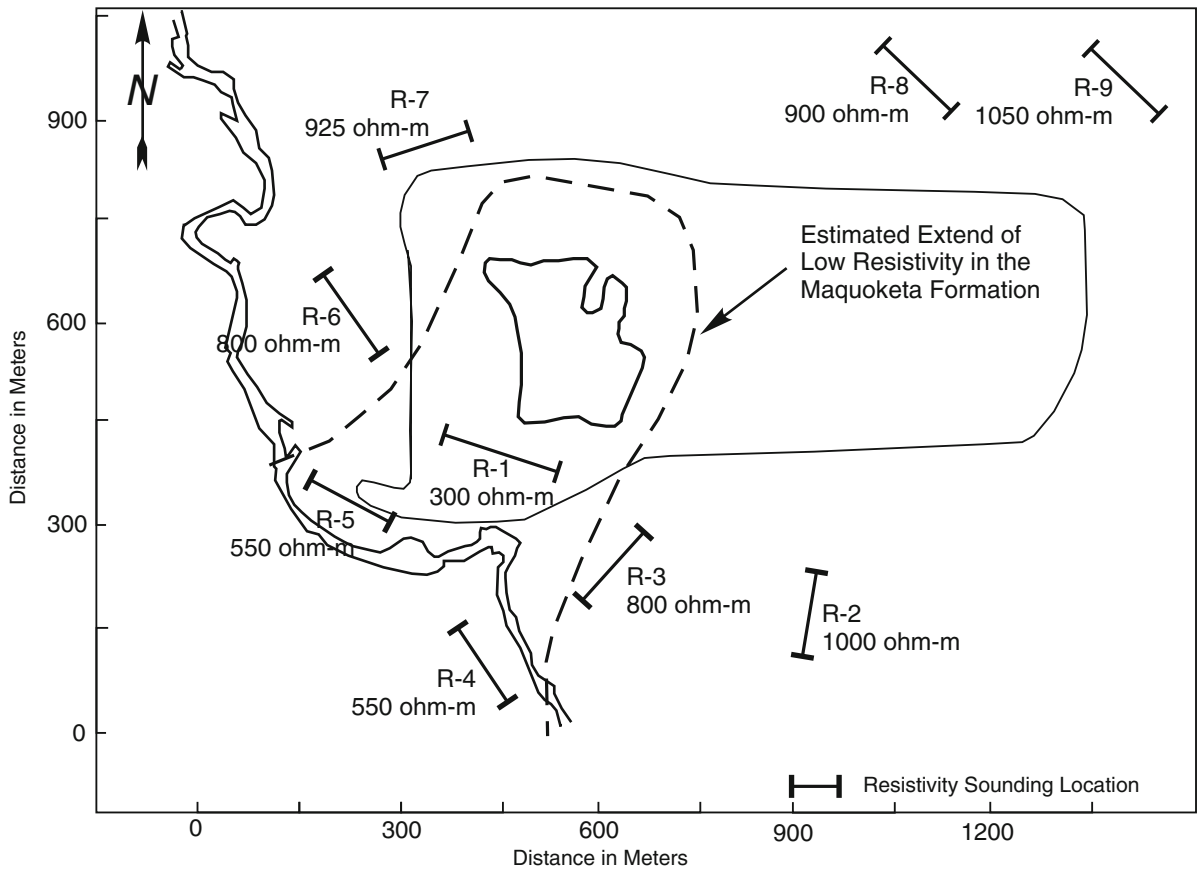 N
R-7
925 ohm-m
R-8
900 ohm-m
R-9
1050 ohm-m
Estimated Extend of
Low Resistivity in the
Maquoketa Formation
R-6
800 ohm-m
R-1
300 ohm-m
R-5
550 ohm-m
R-3
800 ohm-m
R-2
1000 ohm-m
R-4
550 ohm-m
Resistivity Sounding Location
Distance in Meters
900
600
300
0
0
300
600
900
1200
Distance in Meters